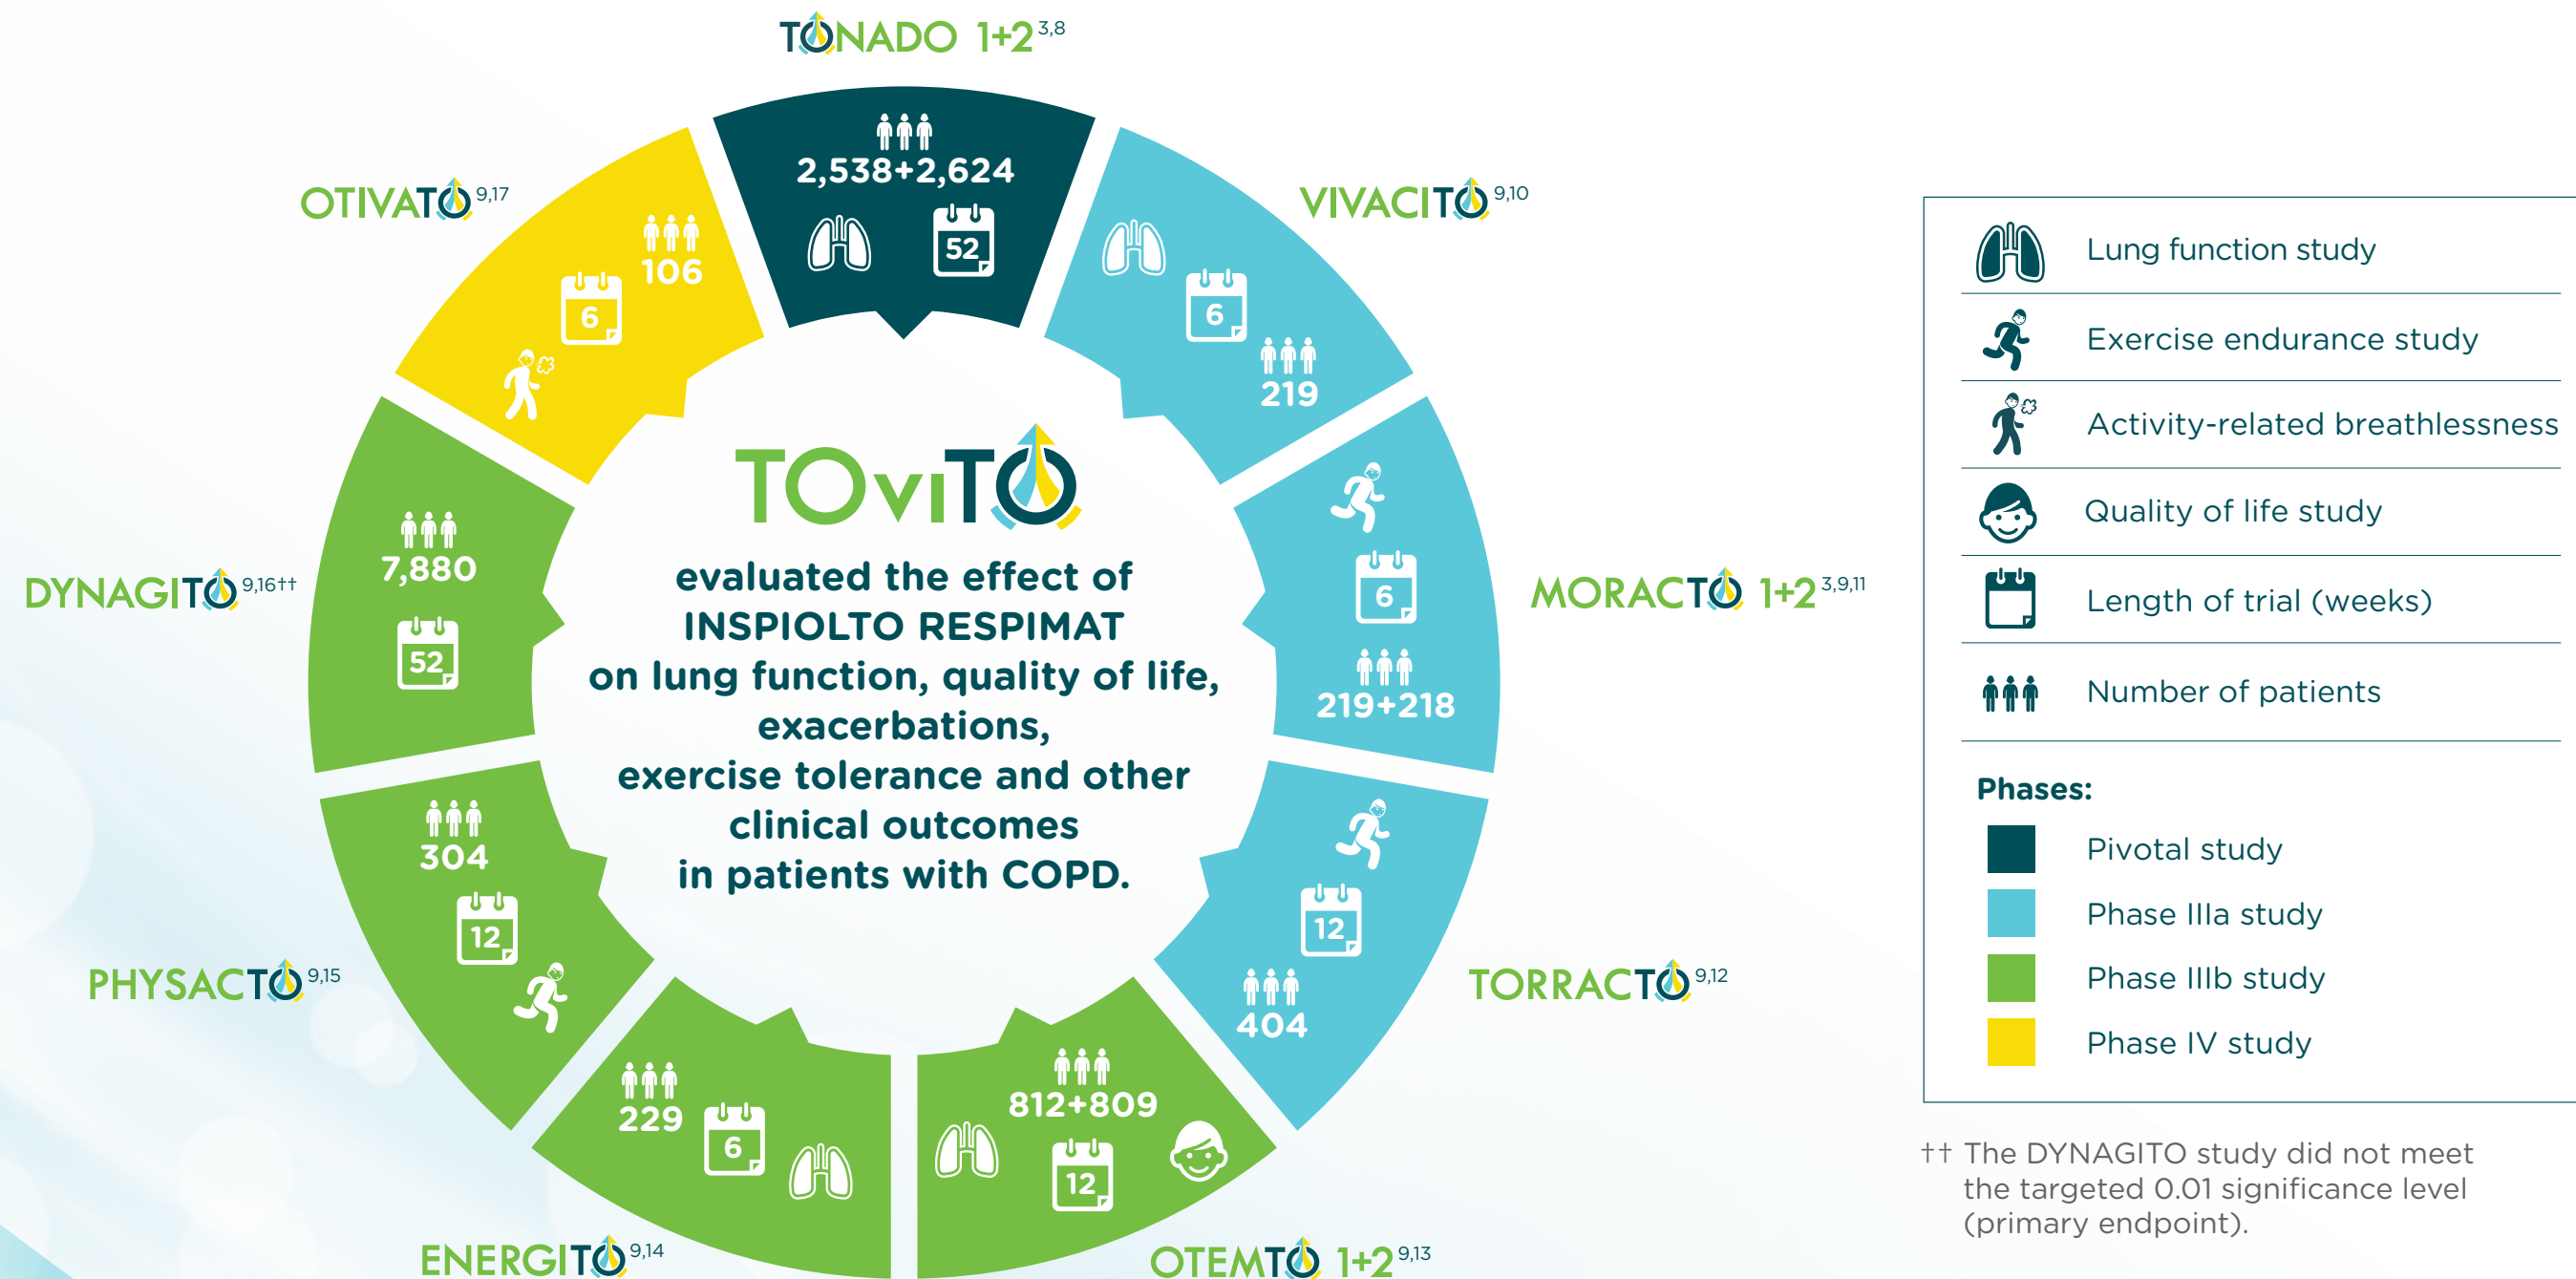 TONADO 1+2 3,8
2,538+2,624
52
VIVACITO 9,10
6
219
MORACTO 1+2 3,9,11
6
219+218
TORRACTO 9,12
12
404
OTEMTO 1+2 9,13
812+809
12
ENERGITO 9,14
229
6
PHYSACTO 9,15
304
12
DYNAGITO 9,16††
7,880
52
OTIVATO 9,17
106
6
TOviTO
evaluated the effect of
INSPIOLTO RESPIMAT
on lung function, quality of life,
exacerbations,
exercise tolerance and other
clinical outcomes
in patients with COPD.
Lung function study
Exercise endurance study
Activity-related breathlessness
Quality of life study
Length of trial (weeks)
Number of patients
Phases:
Pivotal study
Phase IIIa study
Phase IIIb study
Phase IV study
†† The DYNAGITO study did not meet
the targeted 0.01 significance level
(primary endpoint).